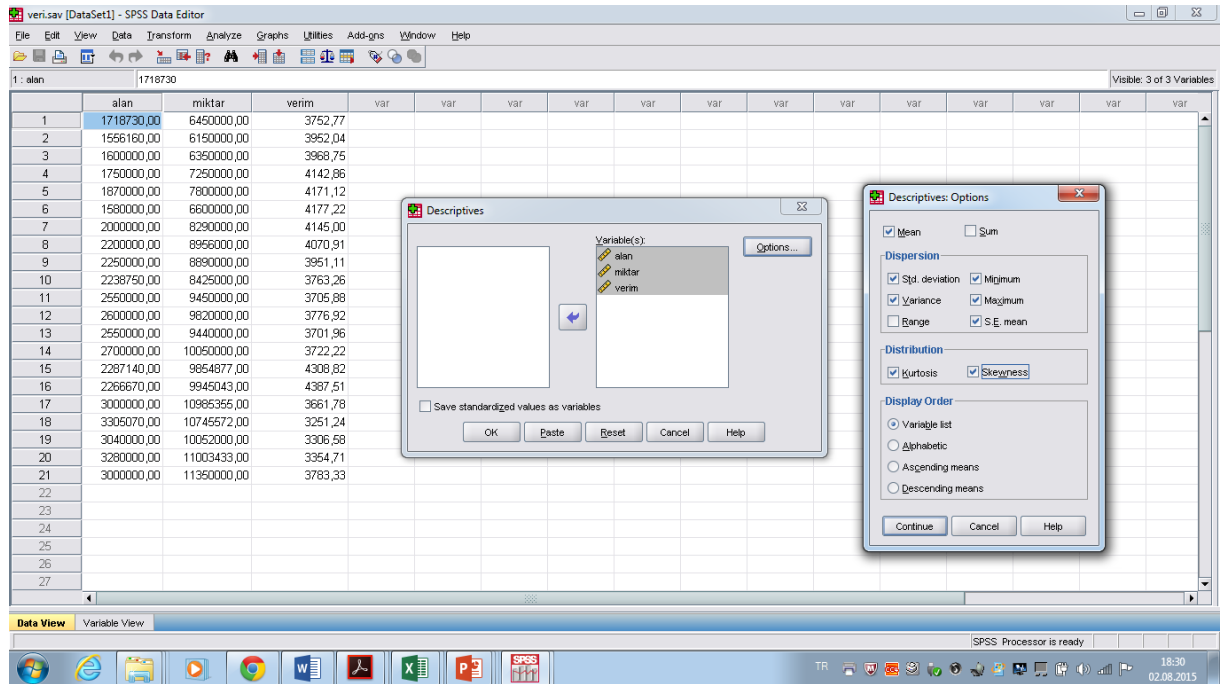 veri.sav [DataSet1] - SPSS Data Editor
File Edit View Data Transform Analyze Graphs Utilities Add-ons Window Help
1 : alan 1718730 Visible: 3 of 3 Variables
alan miktar verim var var var var var var var var var var var var
1 1718730,00 6450000,00 3752,77
2 1556160,00 6150000,00 3952,04
3 1600000,00 6350000,00 3968,75
4 1750000,00 7250000,00 4142,86
5 1870000,00 7800000,00 4171,12
6 1580000,00 6600000,00 4177,22
7 2000000,00 8290000,00 4145,00
8 2200000,00 8956000,00 4070,91
9 2250000,00 8890000,00 3951,11
10 2238750,00 8425000,00 3763,26
11 2550000,00 9450000,00 3705,88
12 2600000,00 9820000,00 3776,92
13 2550000,00 9440000,00 3701,96
14 2700000,00 10050000,00 3722,22
15 2287140,00 9854877,00 4308,82
16 2266670,00 9945043,00 4387,51
17 3000000,00 10985355,00 3661,78
18 3305070,00 10745572,00 3251,24
19 3040000,00 10052000,00 3306,58
20 3280000,00 11003433,00 3354,71
21 3000000,00 11350000,00 3783,33
22
23
24
25
26
27
Descriptives
Variable(s):
alan
miktar
verim
Options...
Save standardized values as variables
OK Paste Reset Cancel Help
Descriptives: Options
Mean Sum
Dispersion
Std. deviation Minimum
Variance Maximum
Range S.E. mean
Distribution
Kurtosis Skewness
Display Order
Variable list
Alphabetic
Ascending means
Descending means
Continue Cancel Help
Data View Variable View
SPSS Processor is ready
SPSS
TR 18:30
02.08.2015